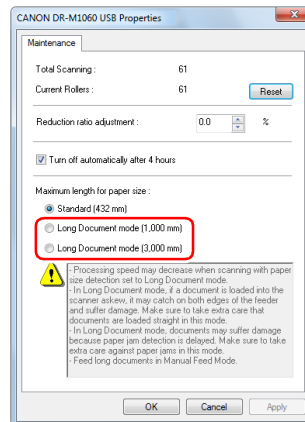 CANON DR-M1060 USB Properties
Maintenance
Total Scanning : 61
Current Rollers : 61 Reset
Reduction ratio adjustment : 0.0 %
Turn off automatically after 4 hours
Maximum length for paper size :
Standard (432 mm)
Long Document mode (1,000 mm)
Long Document mode (3,000 mm)
- Processing speed may decrease when scanning with paper
size detection set to Long Document mode.
- In Long Document mode, if a document is loaded into the
scanner askew, it may catch on both edges of the feeder
and suffer damage. Make sure to take extra care that
documents are loaded straight in this mode.
- In Long Document mode, documents may suffer damage
because paper jam detection is delayed. Make sure to take
extra care against paper jams in this mode.
- Feed long documents in Manual Feed Mode.
OK Cancel Apply